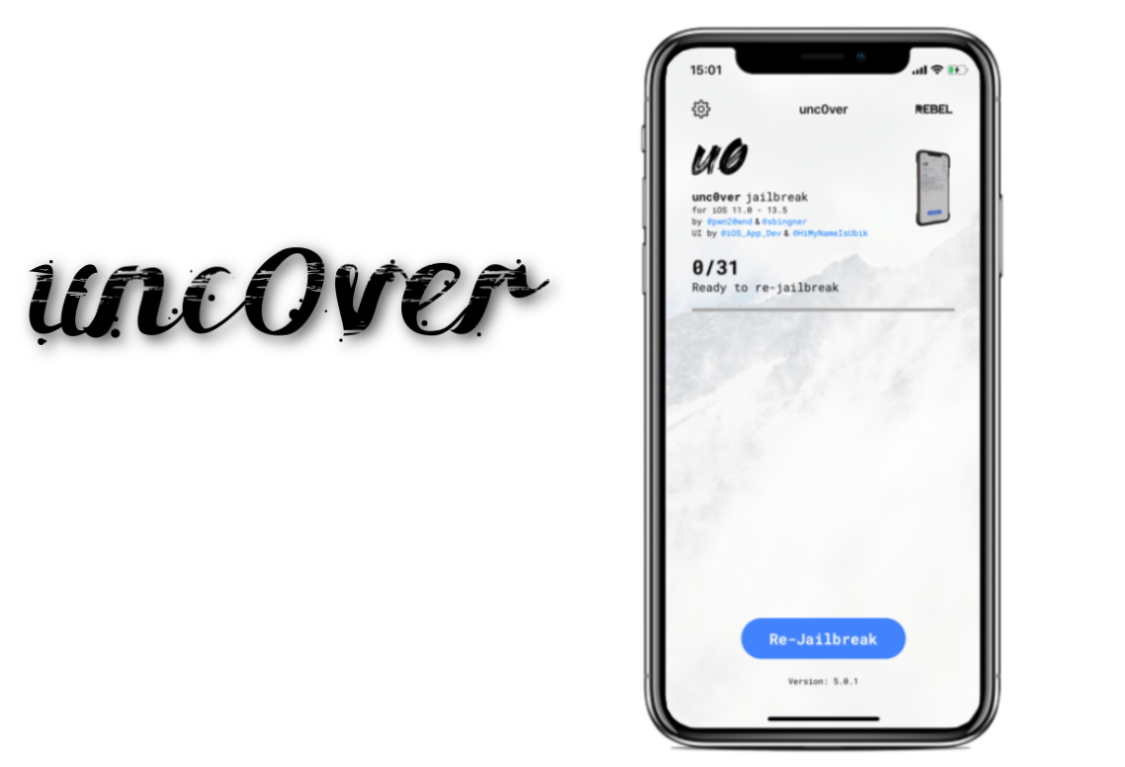 unc0ver
15:01
unc0ver
REBEL
u0
unc0ver jailbreak
for iOS 11.0 - 13.5
by @pwn20wnd & @sbingner
UI by @iOS_App_Dev & @HiMyNameIsUbik
0/31
Ready to re-jailbreak
Re-Jailbreak
Version: 5.0.1